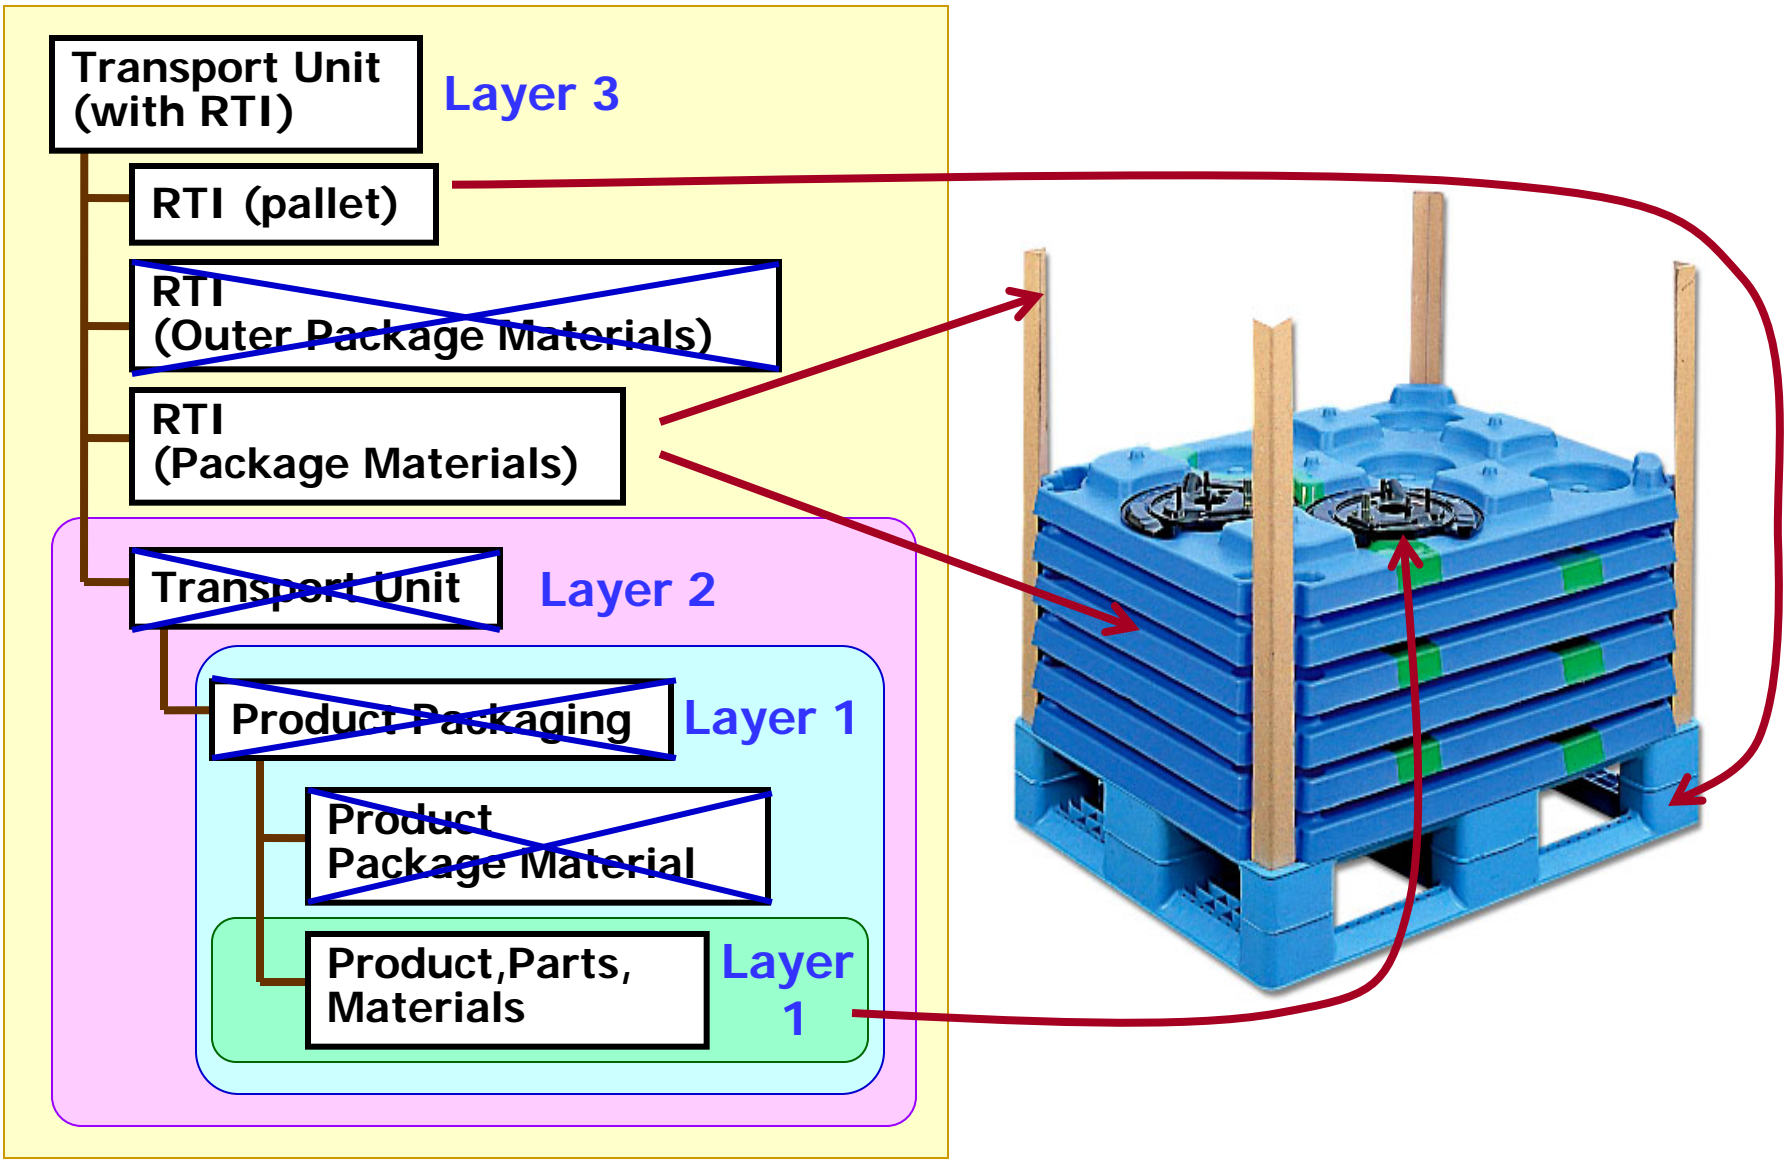 Transport Unit
(with RTI)
Layer 3
RTI (pallet)
RTI
(Outer Package Materials)
RTI
(Package Materials)
Transport Unit
Layer 2
Product Packaging
Layer 1
Product
Package Material
Product,Parts,
Materials
Layer
1